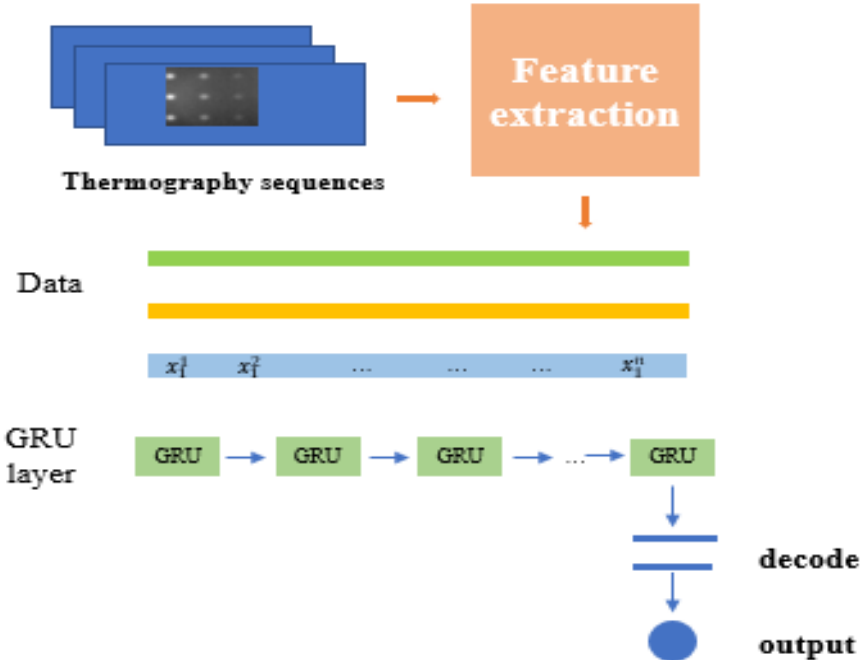 Feature
extraction
Thermography sequences
Data
x₁¹ x₁² ... ... ... x₁ⁿ
GRU
layer
GRU GRU GRU ... GRU
decode
output